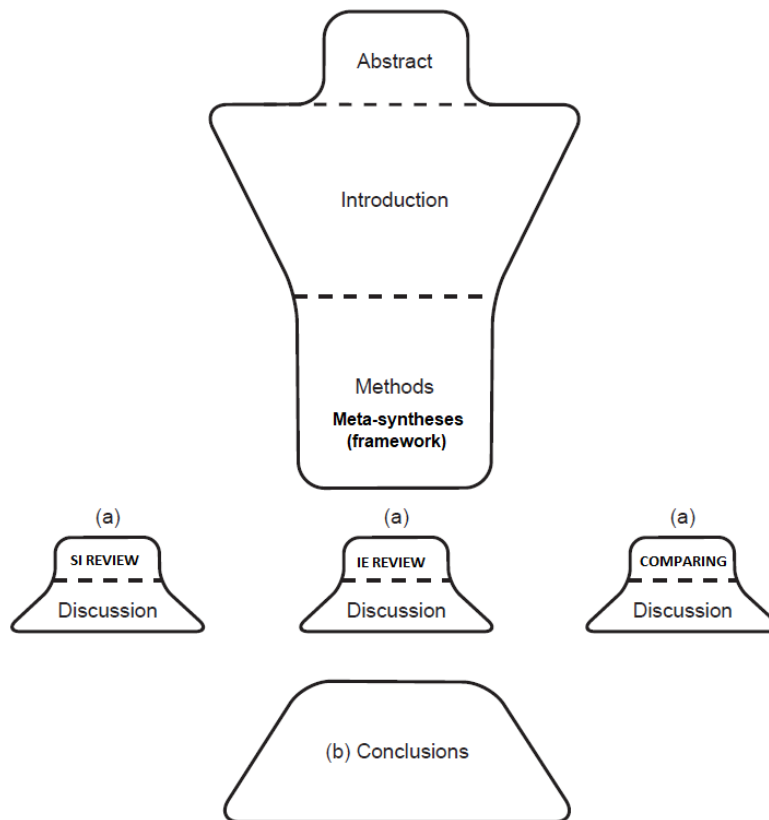 Abstract
Introduction
Methods
Meta-syntheses
(framework)
(a) (a) (a)
SI REVIEW IE REVIEW COMPARING
Discussion Discussion Discussion
(b) Conclusions